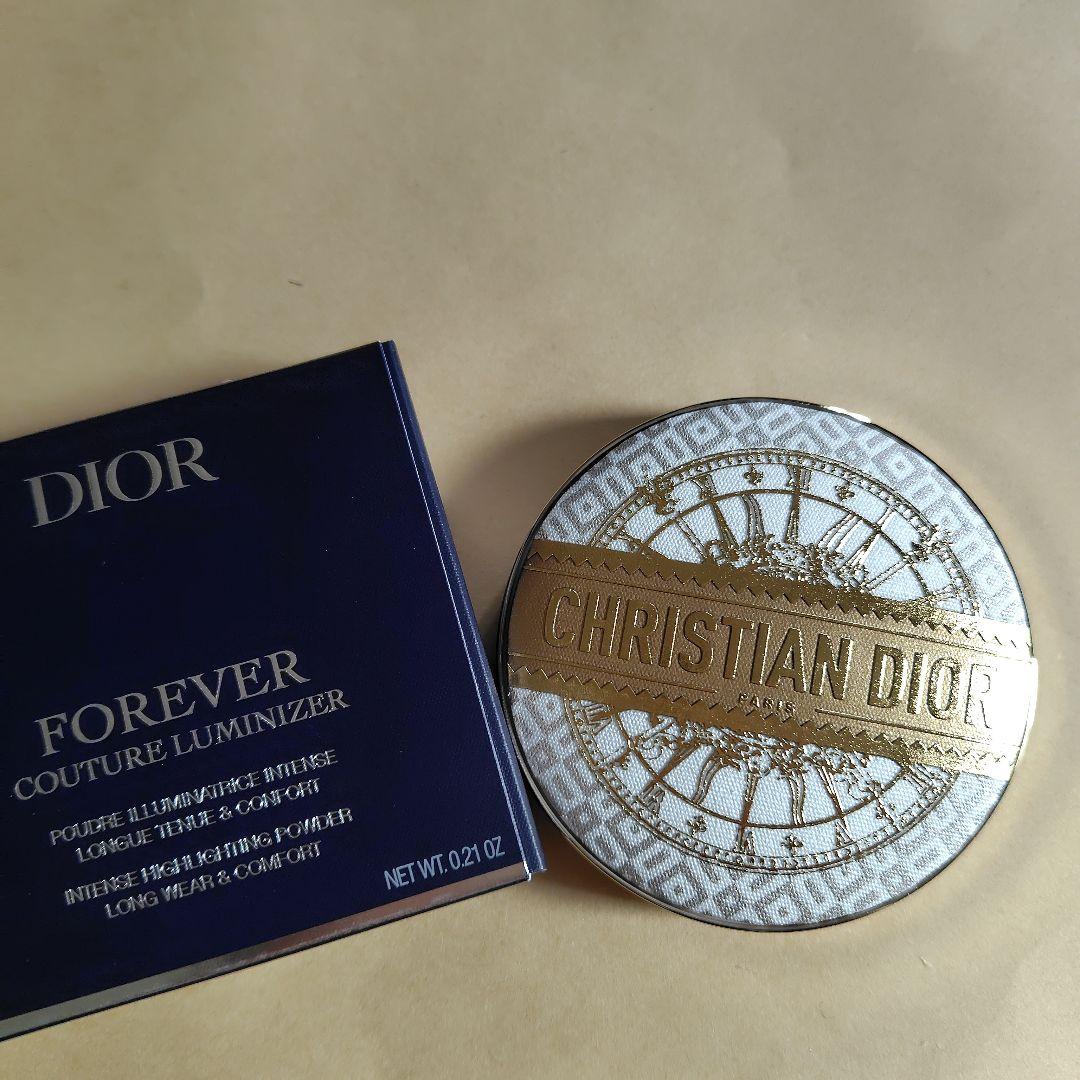 DIOR
FOREVER
COUTURE LUMINIZER
POUDRE ILLUMINATRICE INTENSE
LONGUE TENUE & CONFORT
INTENSE HIGHLIGHTING POWDER
LONG WEAR & COMFORT
NET WT. 0.21 OZ
CHRISTIAN DIOR
PARIS